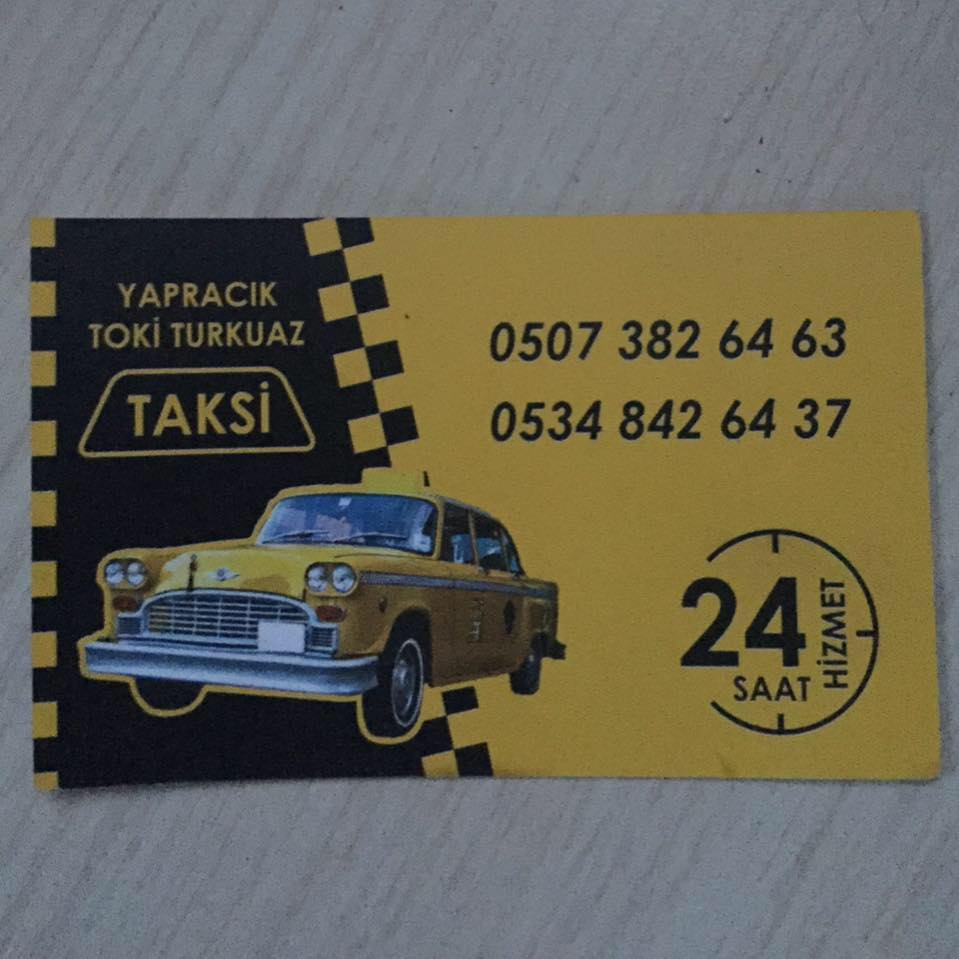 YAPRACIK
TOKİ TURKUAZ
TAKSİ
0507 382 64 63
0534 842 64 37
24
SAAT
HİZMET